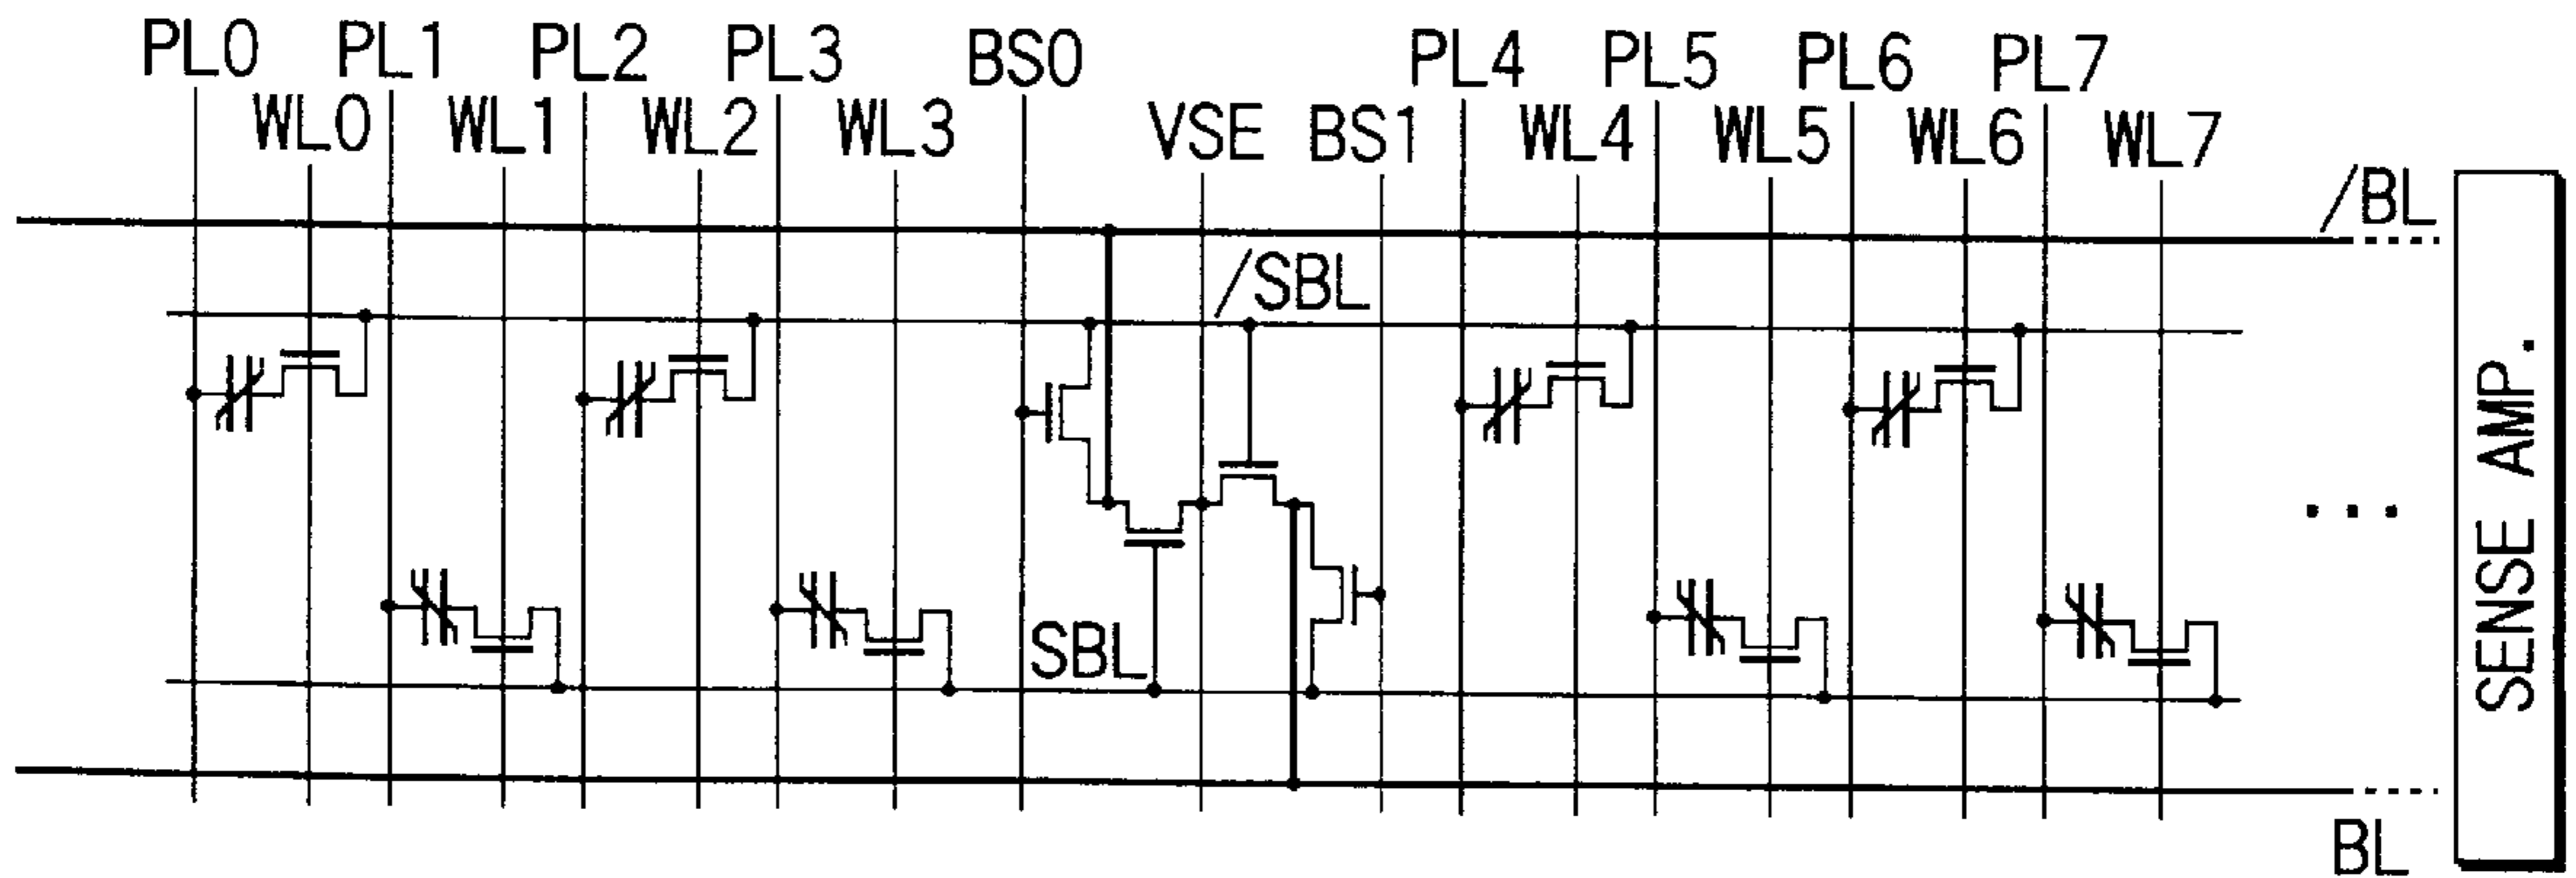 PL0 PL1 PL2 PL3 BS0 PL4 PL5 PL6 PL7
WL0 WL1 WL2 WL3 VSE BS1 WL4 WL5 WL6 WL7
/BL
/SBL
SBL
BL
SENSE AMP.